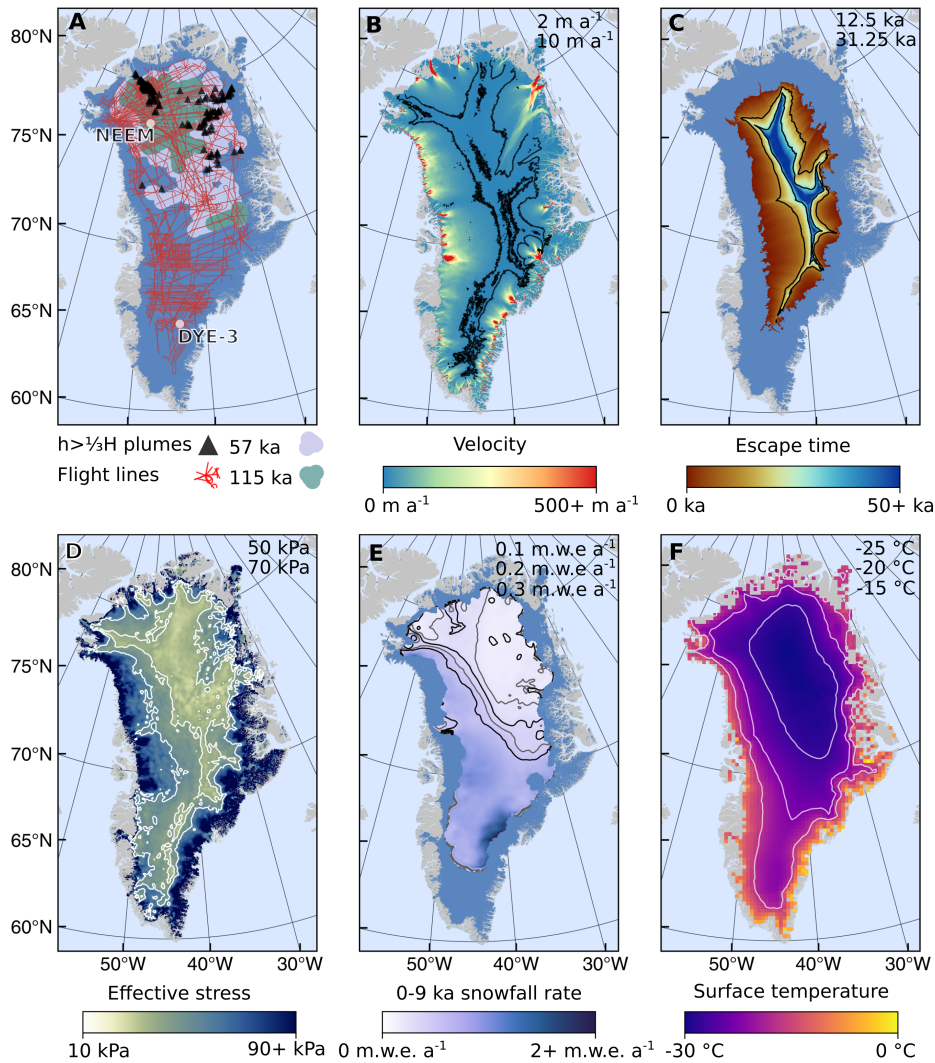 80°N
75°N
70°N
65°N
60°N
A
NEEM
DYE-3
B
2 m a⁻¹
10 m a⁻¹
C
12.5 ka
31.25 ka
h>⅓H plumes
57 ka
Flight lines
115 ka
Velocity
0 m a⁻¹
500+ m a⁻¹
Escape time
0 ka
50+ ka
80°N
75°N
70°N
65°N
60°N
D
50 kPa
70 kPa
E
0.1 m.w.e a⁻¹
0.2 m.w.e a⁻¹
0.3 m.w.e a⁻¹
F
-25 °C
-20 °C
-15 °C
50°W
40°W
30°W
50°W
40°W
30°W
50°W
40°W
30°W
Effective stress
10 kPa
90+ kPa
0-9 ka snowfall rate
0 m.w.e. a⁻¹
2+ m.w.e. a⁻¹
Surface temperature
-30 °C
0 °C